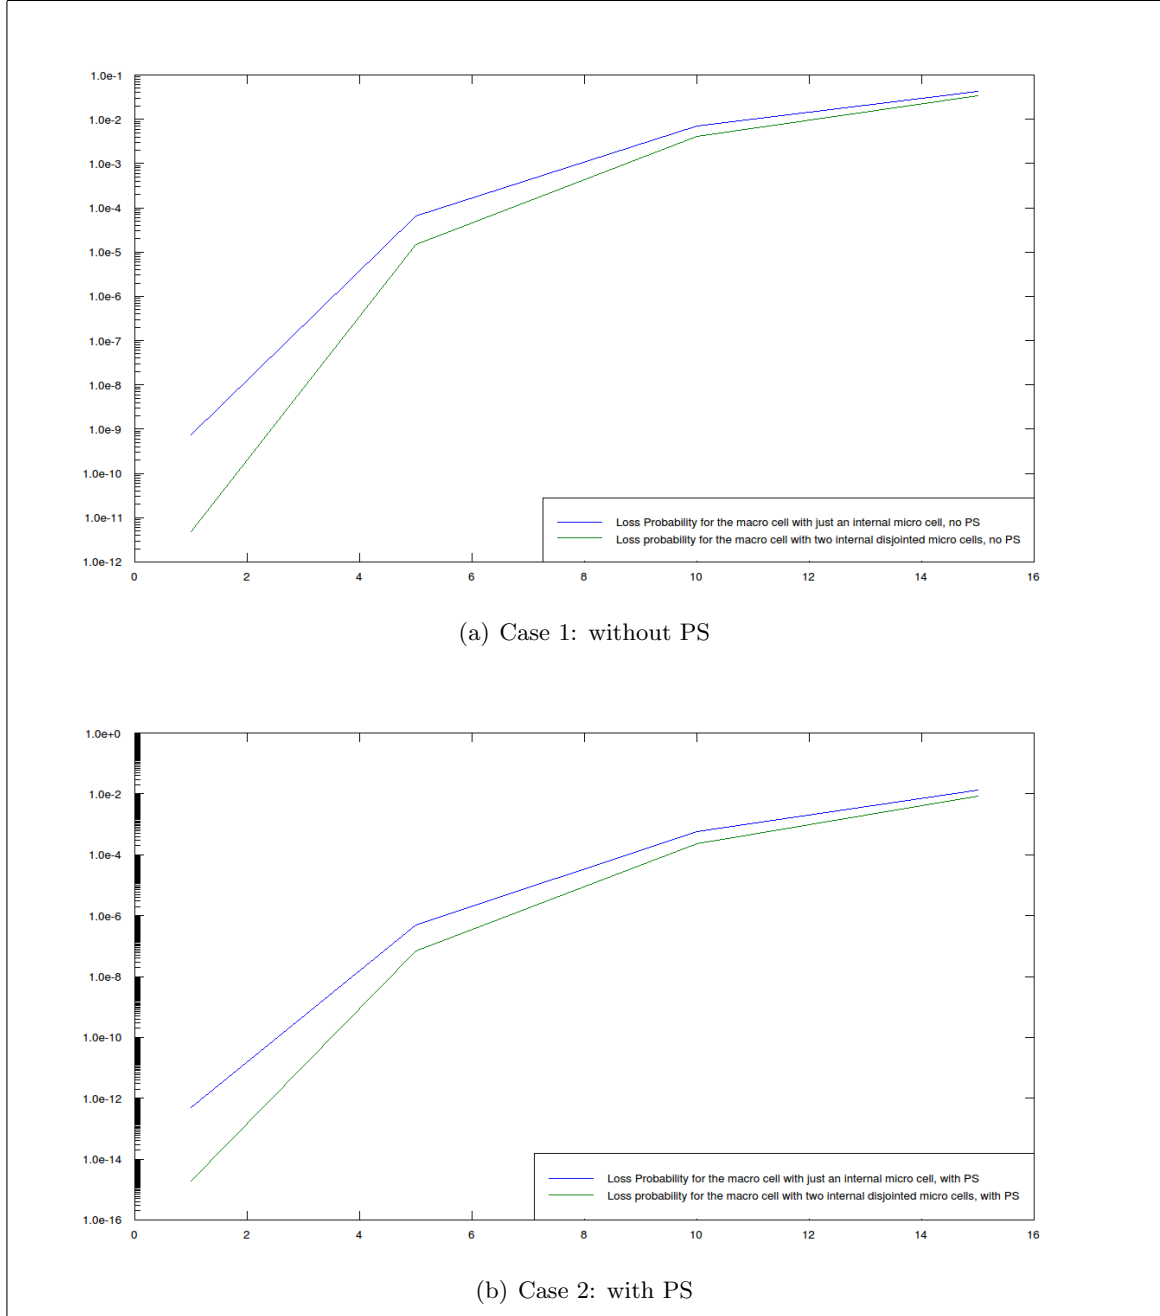 1.0e-1
1.0e-2
1.0e-3
1.0e-4
1.0e-5
1.0e-6
1.0e-7
1.0e-8
1.0e-9
1.0e-10
1.0e-11
1.0e-12
Loss Probability for the macro cell with just an internal micro cell, no PS
Loss probability for the macro cell with two internal disjointed micro cells, no PS
0 2 4 6 8 10 12 14 16
(a) Case 1: without PS
1.0e+0
1.0e-2
1.0e-4
1.0e-6
1.0e-8
1.0e-10
1.0e-12
1.0e-14
1.0e-16
Loss Probability for the macro cell with just an internal micro cell, with PS
Loss probability for the macro cell with two internal disjointed micro cells, with PS
0 2 4 6 8 10 12 14 16
(b) Case 2: with PS